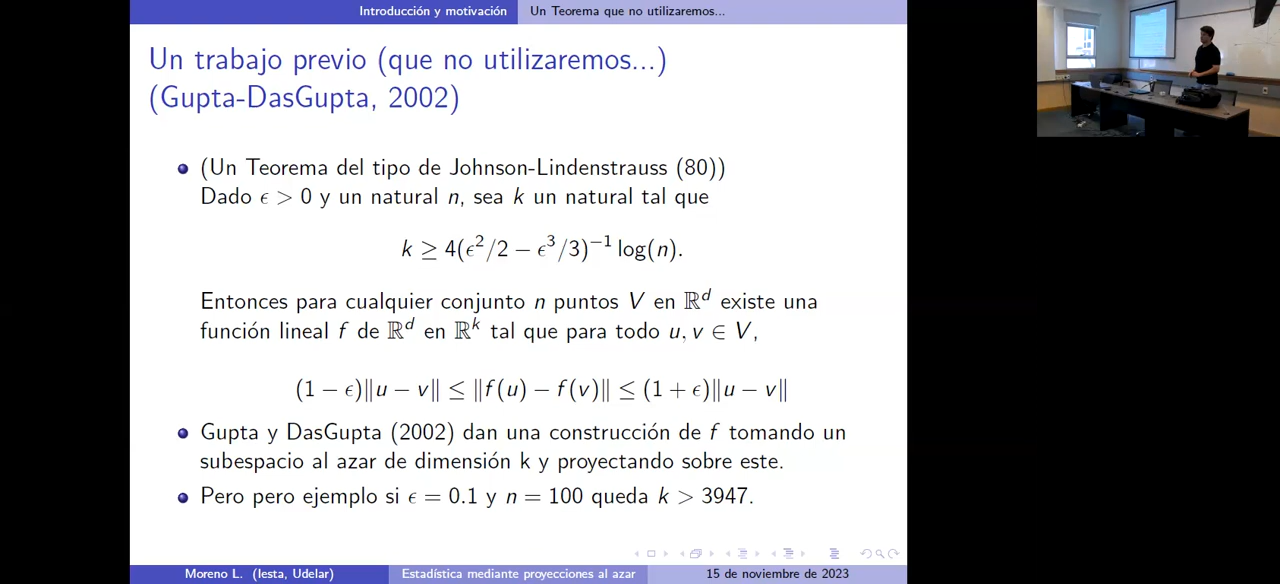 Introducción y motivación Un Teorema que no utilizaremos...
Un trabajo previo (que no utilizaremos...)
(Gupta-DasGupta, 2002)
(Un Teorema del tipo de Johnson-Lindenstrauss (80))
Dado ϵ > 0 y un natural n, sea k un natural tal que
k ≥ 4(ϵ²/2 − ϵ³/3)⁻¹ log(n).
Entonces para cualquier conjunto n puntos V en ℝᵈ existe una
función lineal f de ℝᵈ en ℝᵏ tal que para todo u, v ∈ V,
(1 − ϵ)‖u − v‖ ≤ ‖f(u) − f(v)‖ ≤ (1 + ϵ)‖u − v‖
Gupta y DasGupta (2002) dan una construcción de f tomando un
subespacio al azar de dimensión k y proyectando sobre este.
Pero pero ejemplo si ϵ = 0.1 y n = 100 queda k > 3947.
Moreno L. (Iesta, Udelar) Estadística mediante proyecciones al azar 15 de noviembre de 2023